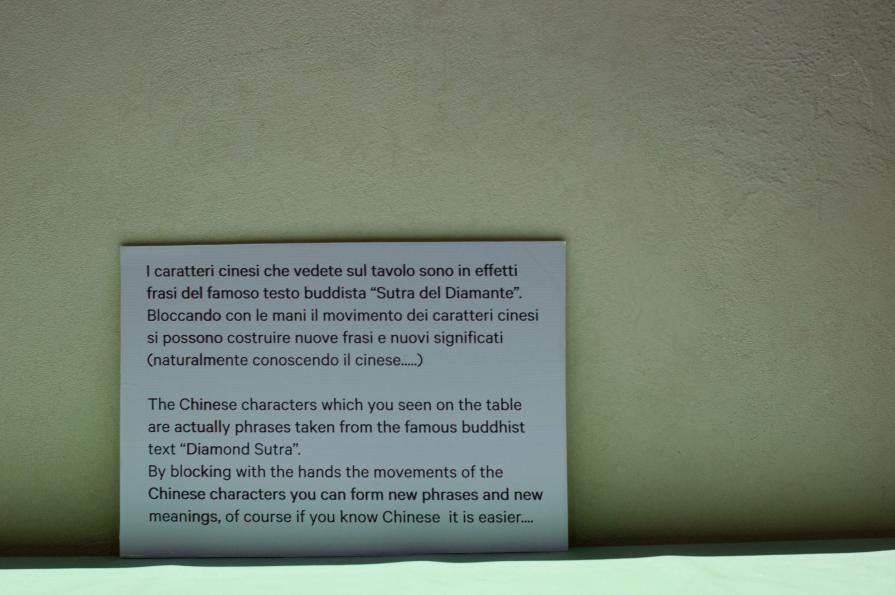 I caratteri cinesi che vedete sul tavolo sono in effetti
frasi del famoso testo buddista “Sutra del Diamante”.
Bloccando con le mani il movimento dei caratteri cinesi
si possono costruire nuove frasi e nuovi significati
(naturalmente conoscendo il cinese.....)
The Chinese characters which you seen on the table
are actually phrases taken from the famous buddhist
text “Diamond Sutra”.
By blocking with the hands the movements of the
Chinese characters you can form new phrases and new
meanings, of course if you know Chinese  it is easier....